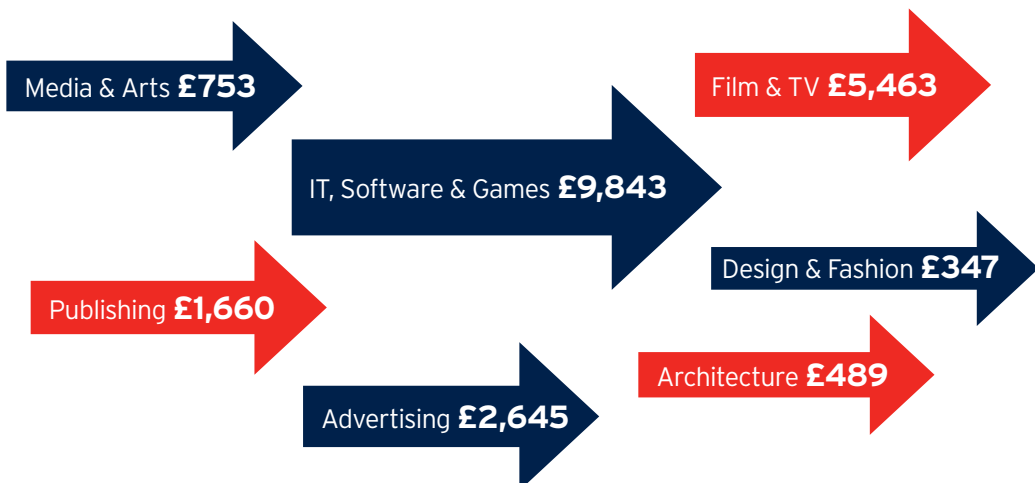 Media & Arts £753
Film & TV £5,463
IT, Software & Games £9,843
Design & Fashion £347
Publishing £1,660
Architecture £489
Advertising £2,645